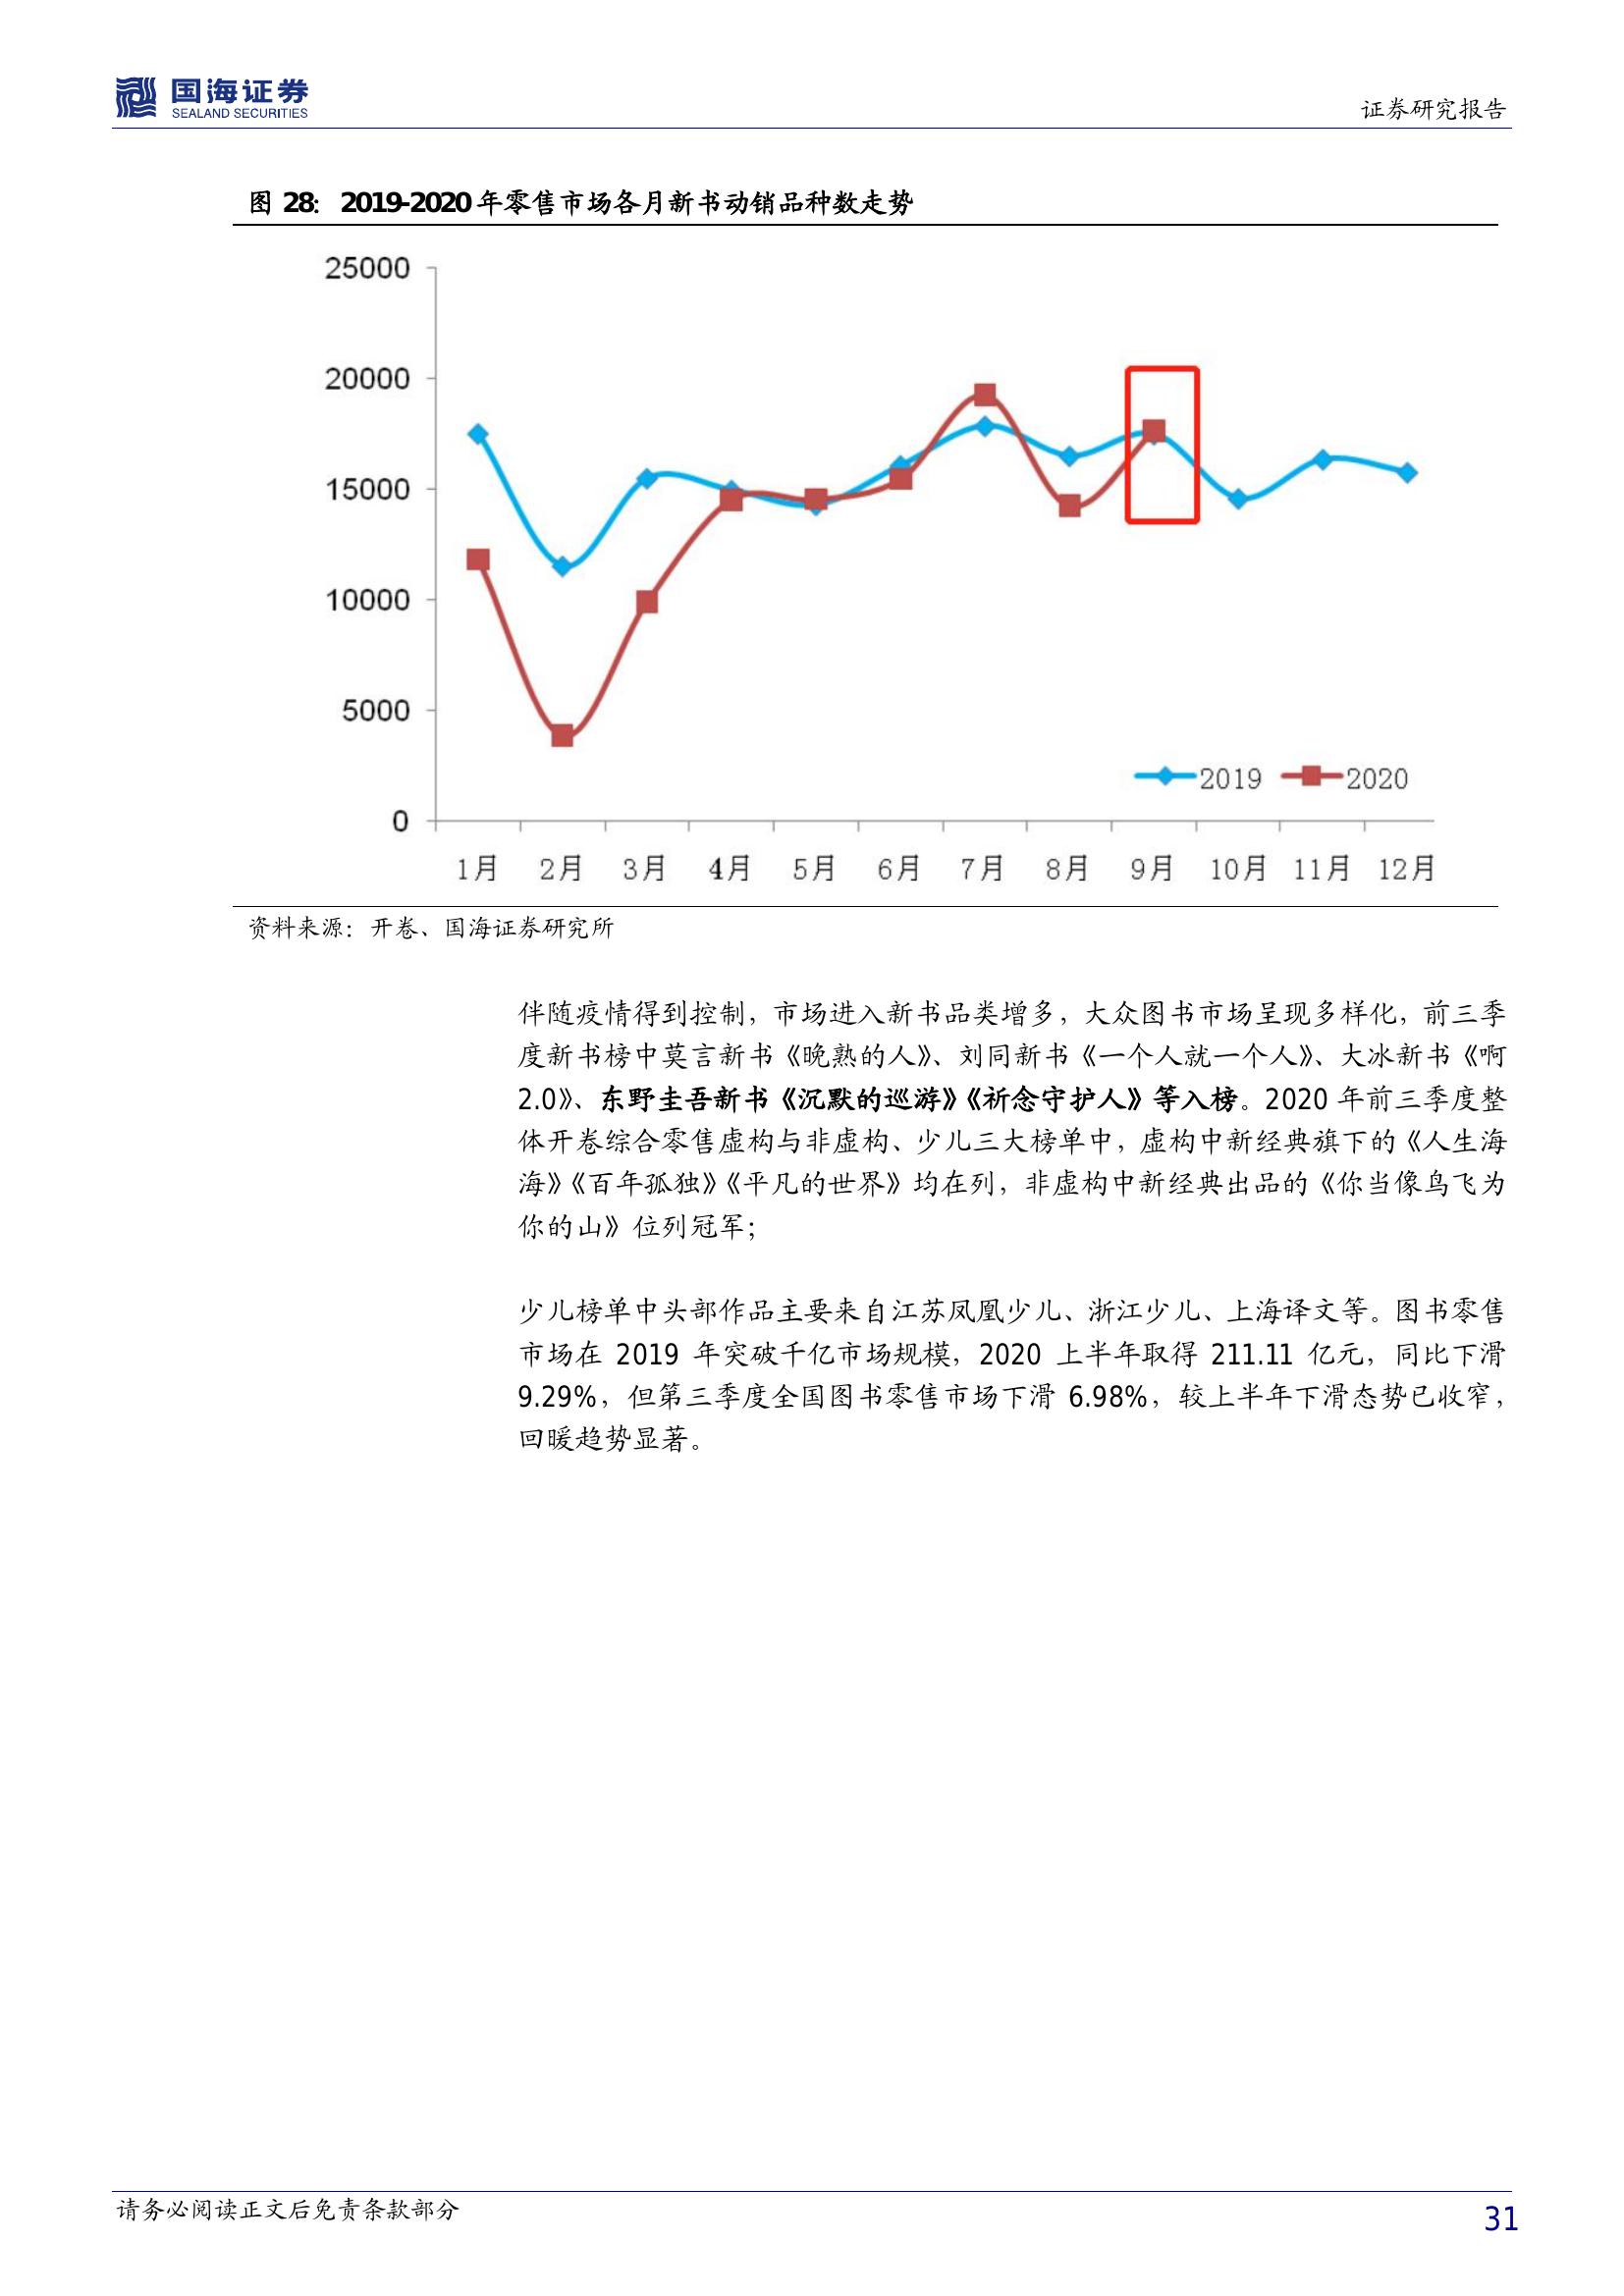 国海证券
SEALAND SECURITIES
证券研究报告
图 28: 2019-2020年零售市场各月新书动销品种数走势
25000
20000
15000
10000
5000
0
2019 2020
1月 2月 3月 4月 5月 6月 7月 8月 9月 10月 11月 12月
资料来源：开卷、国海证券研究所
伴随疫情得到控制，市场进入新书品类增多，大众图书市场呈现多样化，前三季
度新书榜中莫言新书《晚熟的人》、刘同新书《一个人就一个人》、大冰新书《啊
2.0》、东野圭吾新书《沉默的巡游》《祈念守护人》等入榜。2020 年前三季度整
体开卷综合零售虚构与非虚构、少儿三大榜单中，虚构中新经典旗下的《人生海
海》《百年孤独》《平凡的世界》均在列，非虚构中新经典出品的《你当像鸟飞为
你的山》位列冠军；
少儿榜单中头部作品主要来自江苏凤凰少儿、浙江少儿、上海译文等。图书零售
市场在 2019 年突破千亿市场规模，2020 上半年取得 211.11 亿元，同比下滑
9.29%，但第三季度全国图书零售市场下滑 6.98%，较上半年下滑态势已收窄，
回暖趋势显著。
请务必阅读正文后免责条款部分
31